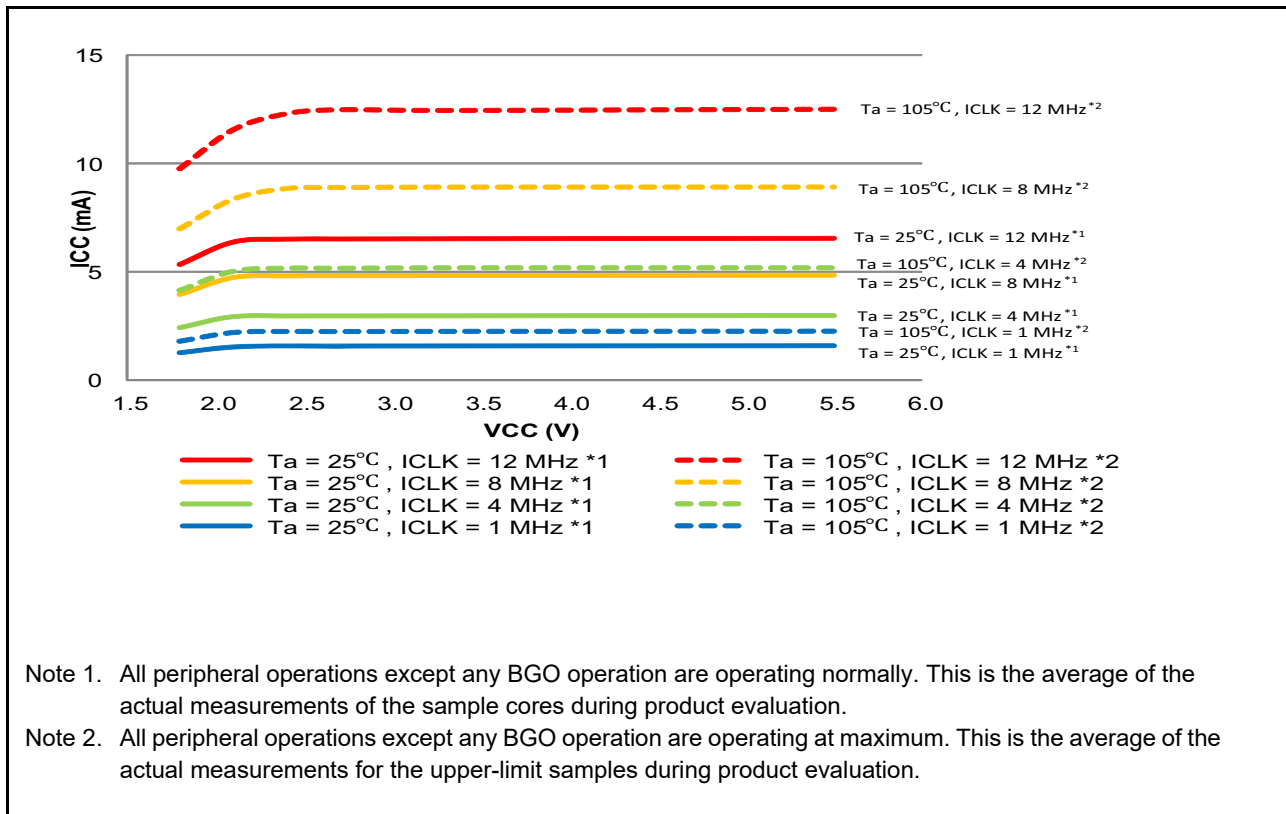 15
Ta = 105℃ , ICLK = 12 MHz *2
10
Ta = 105℃ , ICLK = 8 MHz *2
ICC (mA)
Ta = 25℃ , ICLK = 12 MHz *1
Ta = 105℃ , ICLK = 4 MHz *2
5
Ta = 25℃ , ICLK = 8 MHz *1
Ta = 25℃ , ICLK = 4 MHz *1
Ta = 105℃ , ICLK = 1 MHz *2
Ta = 25℃ , ICLK = 1 MHz *1
0
1.5 2.0 2.5 3.0 3.5 4.0 4.5 5.0 5.5 6.0
VCC (V)
Ta = 25℃ , ICLK = 12 MHz *1 Ta = 105℃ , ICLK = 12 MHz *2
Ta = 25℃ , ICLK = 8 MHz *1 Ta = 105℃ , ICLK = 8 MHz *2
Ta = 25℃ , ICLK = 4 MHz *1 Ta = 105℃ , ICLK = 4 MHz *2
Ta = 25℃ , ICLK = 1 MHz *1 Ta = 105℃ , ICLK = 1 MHz *2
Note 1. All peripheral operations except any BGO operation are operating normally. This is the average of the
actual measurements of the sample cores during product evaluation.
Note 2. All peripheral operations except any BGO operation are operating at maximum. This is the average of the
actual measurements for the upper-limit samples during product evaluation.